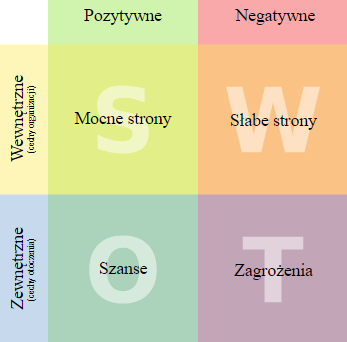 Pozytywne
Negatywne
Wewnętrzne
(cechy organizacji)
S
Mocne strony
W
Słabe strony
Zewnętrzne
(cechy otoczenia)
O
Szanse
T
Zagrożenia